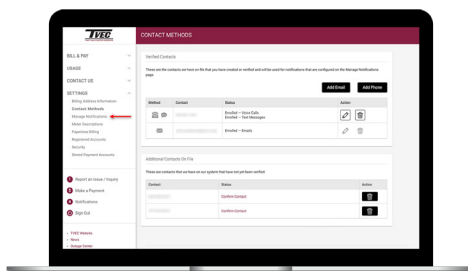 TVEC
CONTACT METHODS
BILL & PAY
USAGE
CONTACT US
SETTINGS
Billing Address Information
Contact Methods
Manage Notifications
Meter Descriptions
Paperless Billing
Registered Accounts
Security
Stored Payment Accounts
Report an Issue / Inquiry
Make a Payment
Notifications
Sign Out
TVEC Website
News
Outage Center
Verified Contacts
These are the contacts we have on file that you have created or verified and will be used for notifications that are configured on the Manage Notifications
page.
Add Email Add Phone
Method Contact Status Action
Enrolled — Voice Calls
Enrolled — Text Messages
Enrolled — Emails
Additional Contacts On File
These are contacts that we have on our system that have not yet been verified.
Contact Status Action
Confirm Contact
Confirm Contact